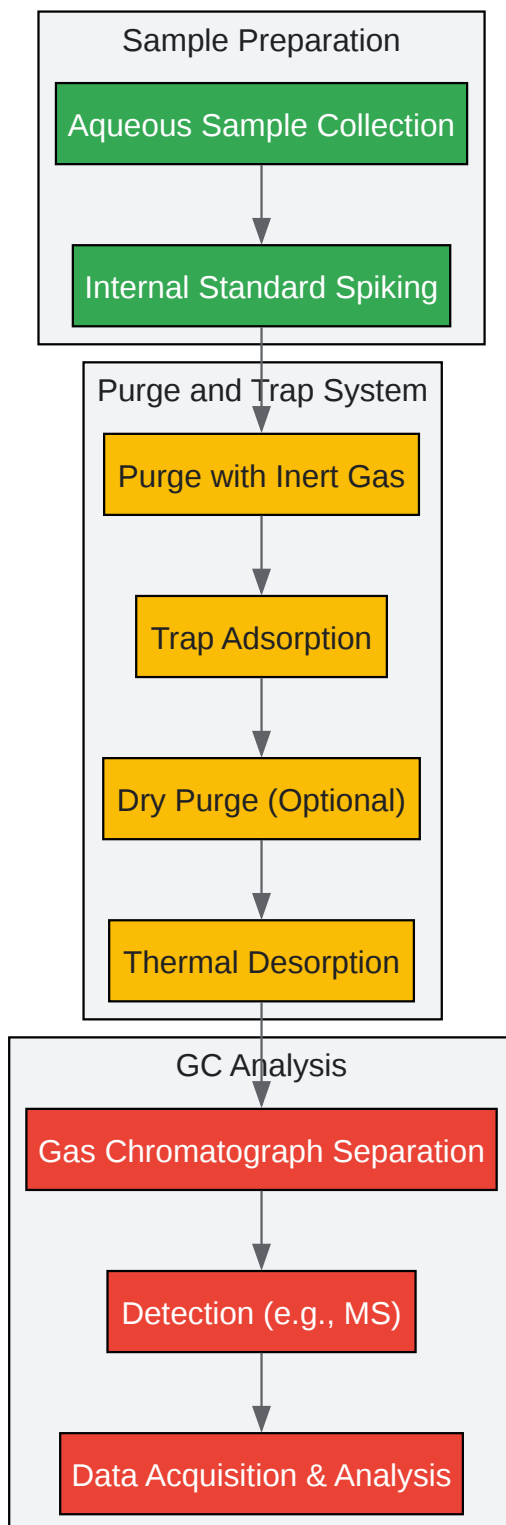 Sample Preparation
Aqueous Sample Collection
Internal Standard Spiking
Purge and Trap System
Purge with Inert Gas
Trap Adsorption
Dry Purge (Optional)
Thermal Desorption
GC Analysis
Gas Chromatograph Separation
Detection (e.g., MS)
Data Acquisition & Analysis